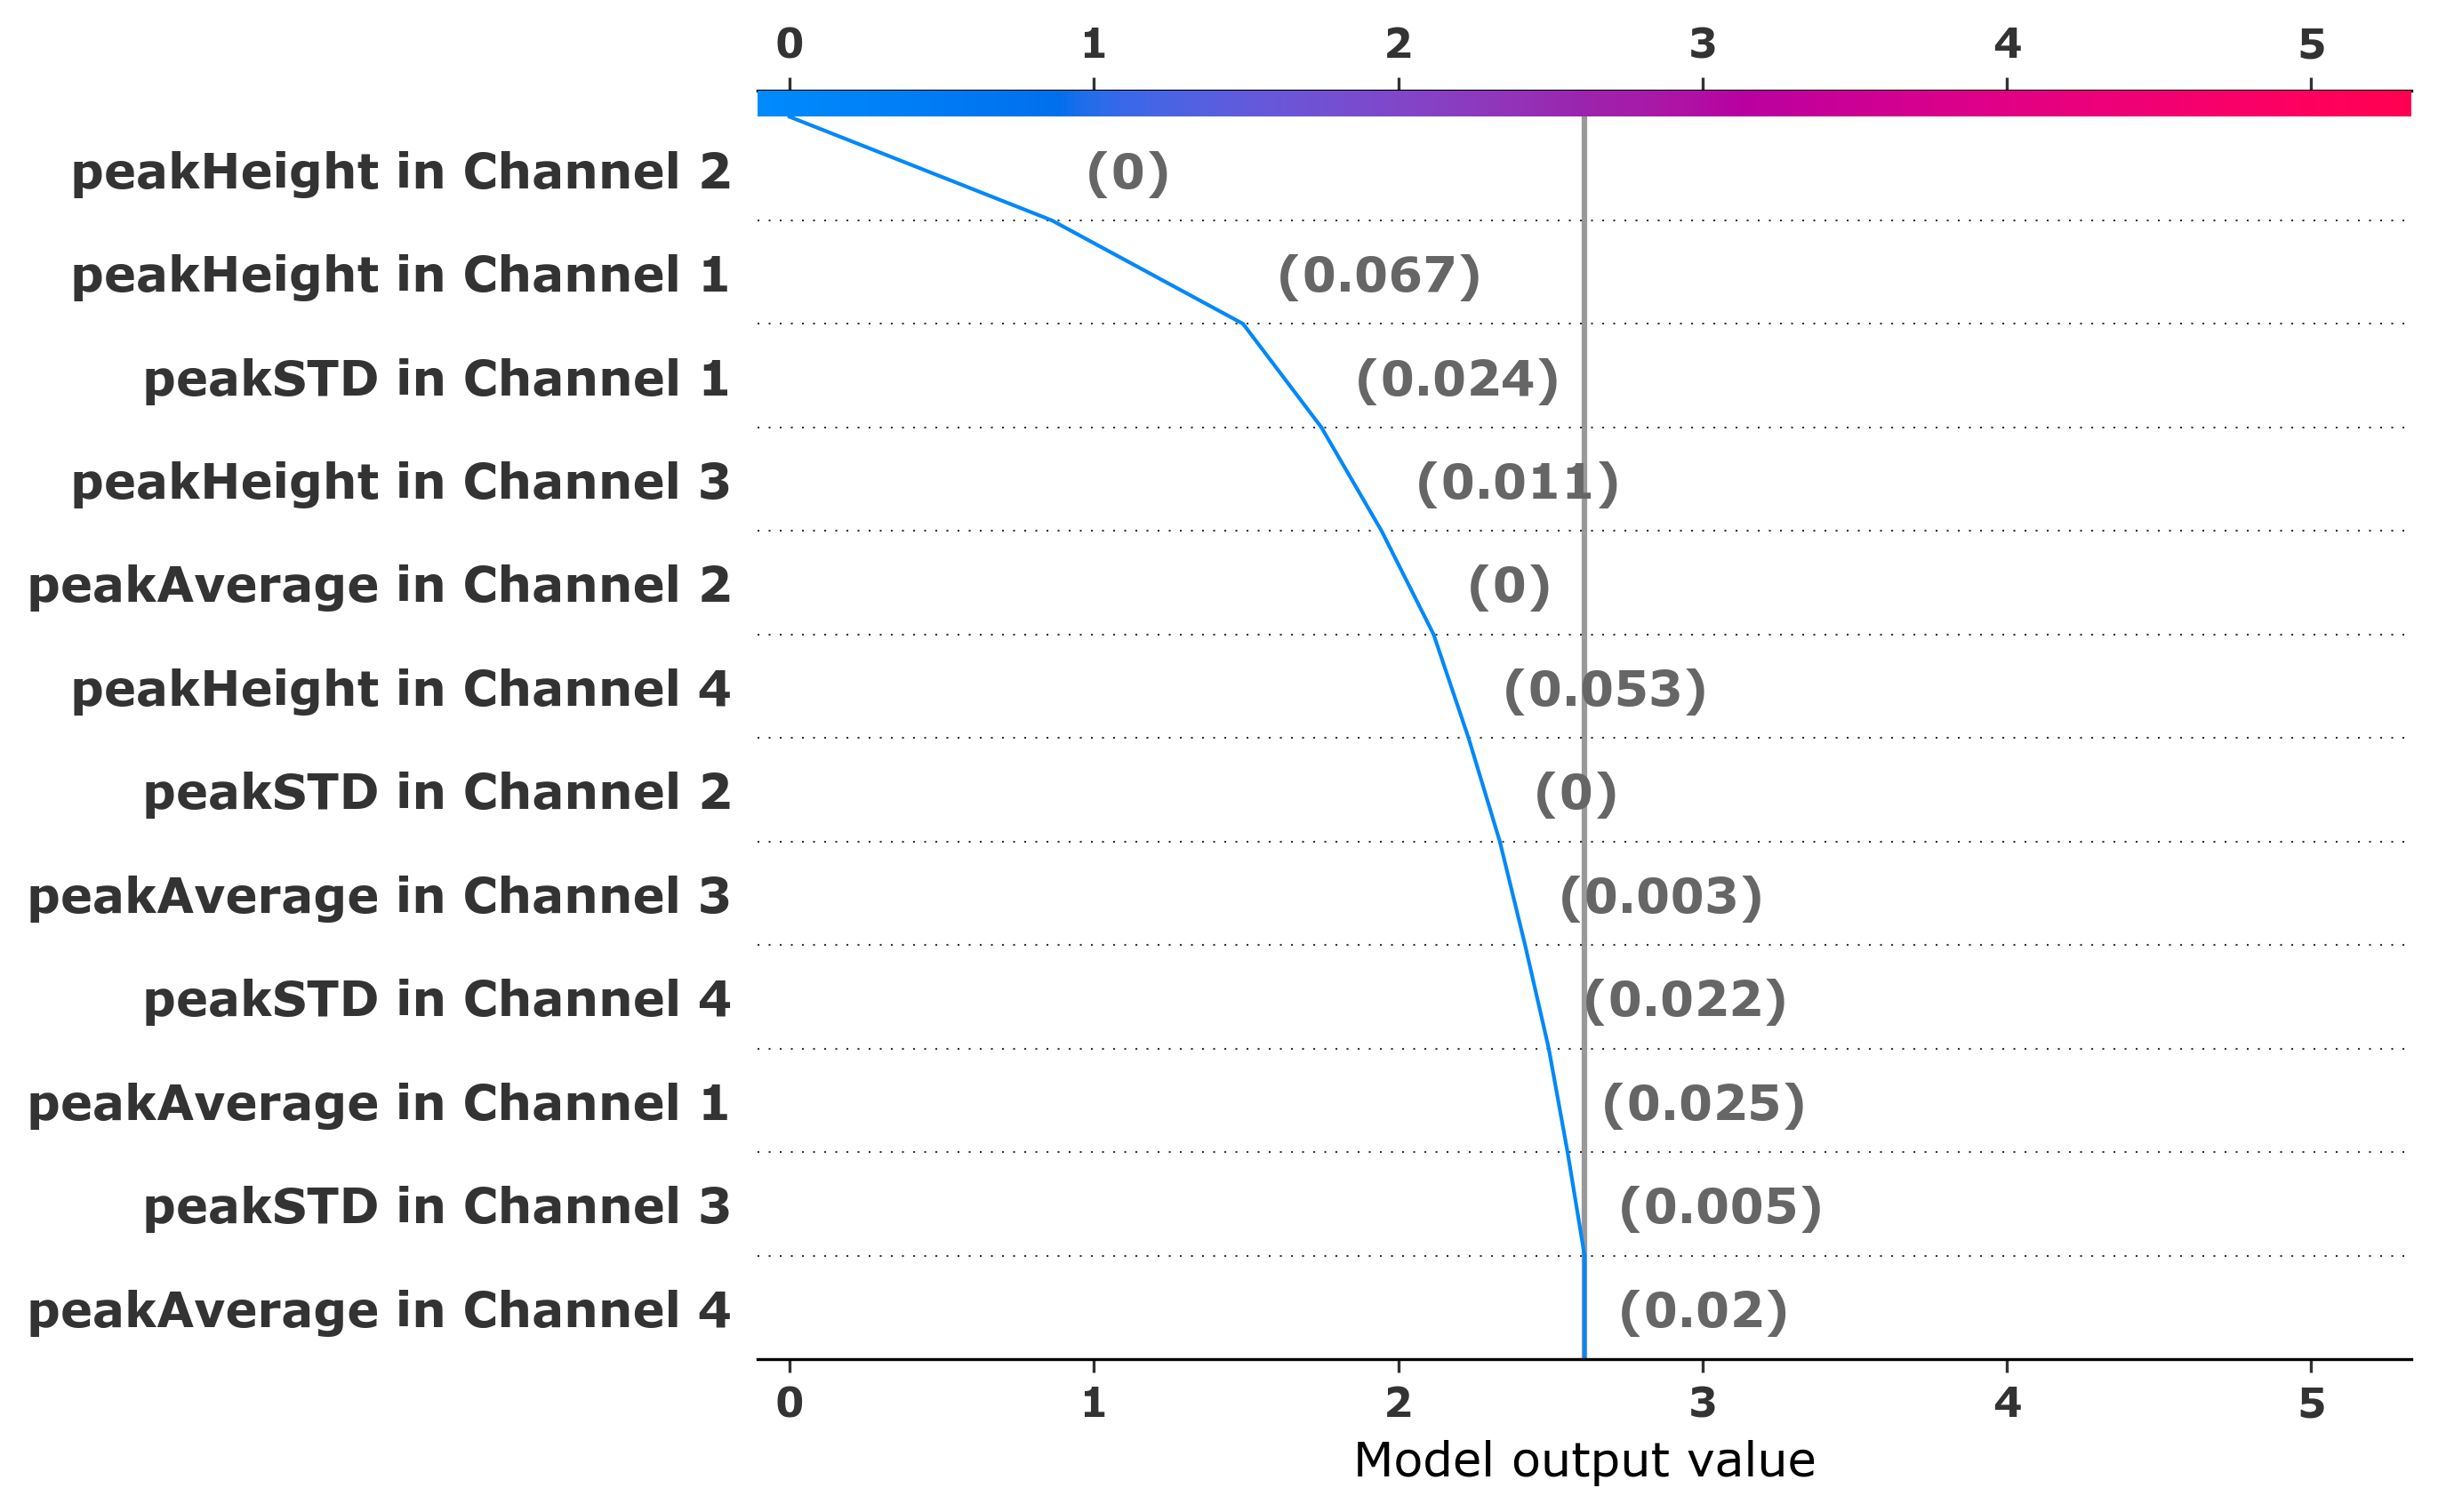 0 1 2 3 4 5
peakHeight in Channel 2 (0)
peakHeight in Channel 1 (0.067)
peakSTD in Channel 1 (0.024)
peakHeight in Channel 3 (0.011)
peakAverage in Channel 2 (0)
peakHeight in Channel 4 (0.053)
peakSTD in Channel 2 (0)
peakAverage in Channel 3 (0.003)
peakSTD in Channel 4 (0.022)
peakAverage in Channel 1 (0.025)
peakSTD in Channel 3 (0.005)
peakAverage in Channel 4 (0.02)
0 1 2 3 4 5
Model output value